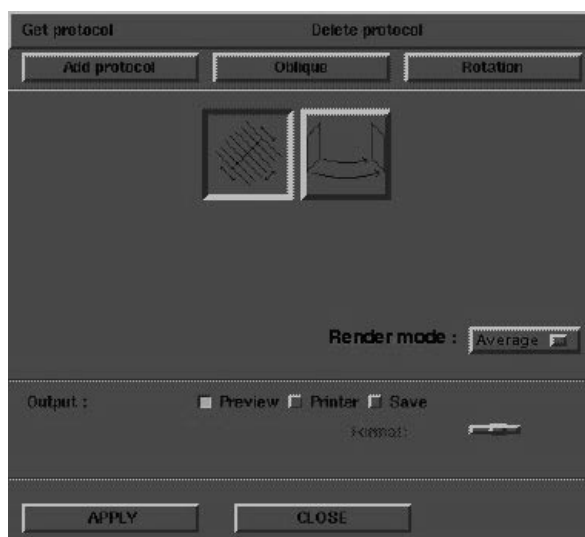 Get protocol Delete protocol
Add protocol Oblique Rotation
Render mode : Average
Output : Preview Printer Save
Format:
APPLY CLOSE